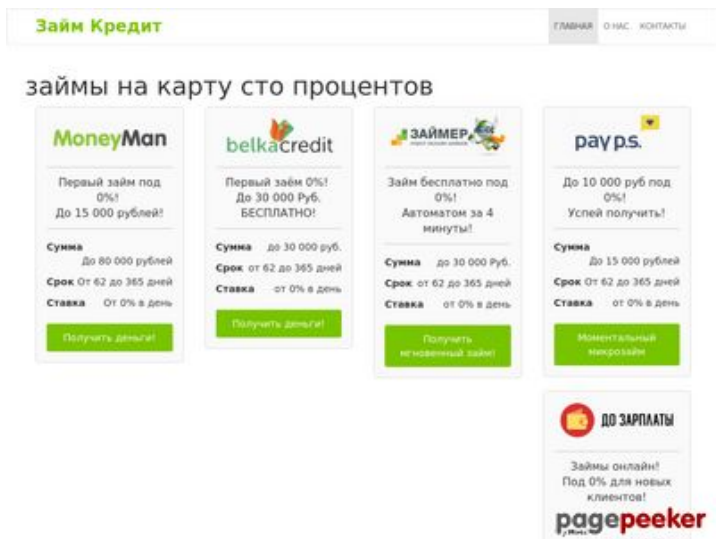 Займ Кредит
ГЛАВНАЯ О НАС. КОНТАКТЫ
займы на карту сто процентов
MoneyMan
Первый займ под
0%!
До 15 000 рублей!
Сумма
До 80 000 рублей
Срок От 62 до 365 дней
Ставка От 0% в день
Получить деньги!
belkacredit
Первый заём 0%!
До 30 000 Руб.
БЕСПЛАТНО!
Сумма до 30 000 руб.
Срок от 62 до 365 дней
Ставка от 0% в день
Получить деньги!
ЗАЙМЕР
Займ бесплатно под
0%!
Автоматом за 4
минуты!
Сумма до 30 000 Руб.
Срок от 62 до 365 дней
Ставка от 0% в день
Получить
мгновенный займ!
pay p.s.
До 10 000 руб под
0%!
Успей получить!
Сумма
До 15 000 рублей
Срок От 62 до 365 дней
Ставка от 0% в день
Моментальный
микрозайм
ДО ЗАРПЛАТЫ
Займы онлайн!
Под 0% для новых
клиентов!
pagepeeker